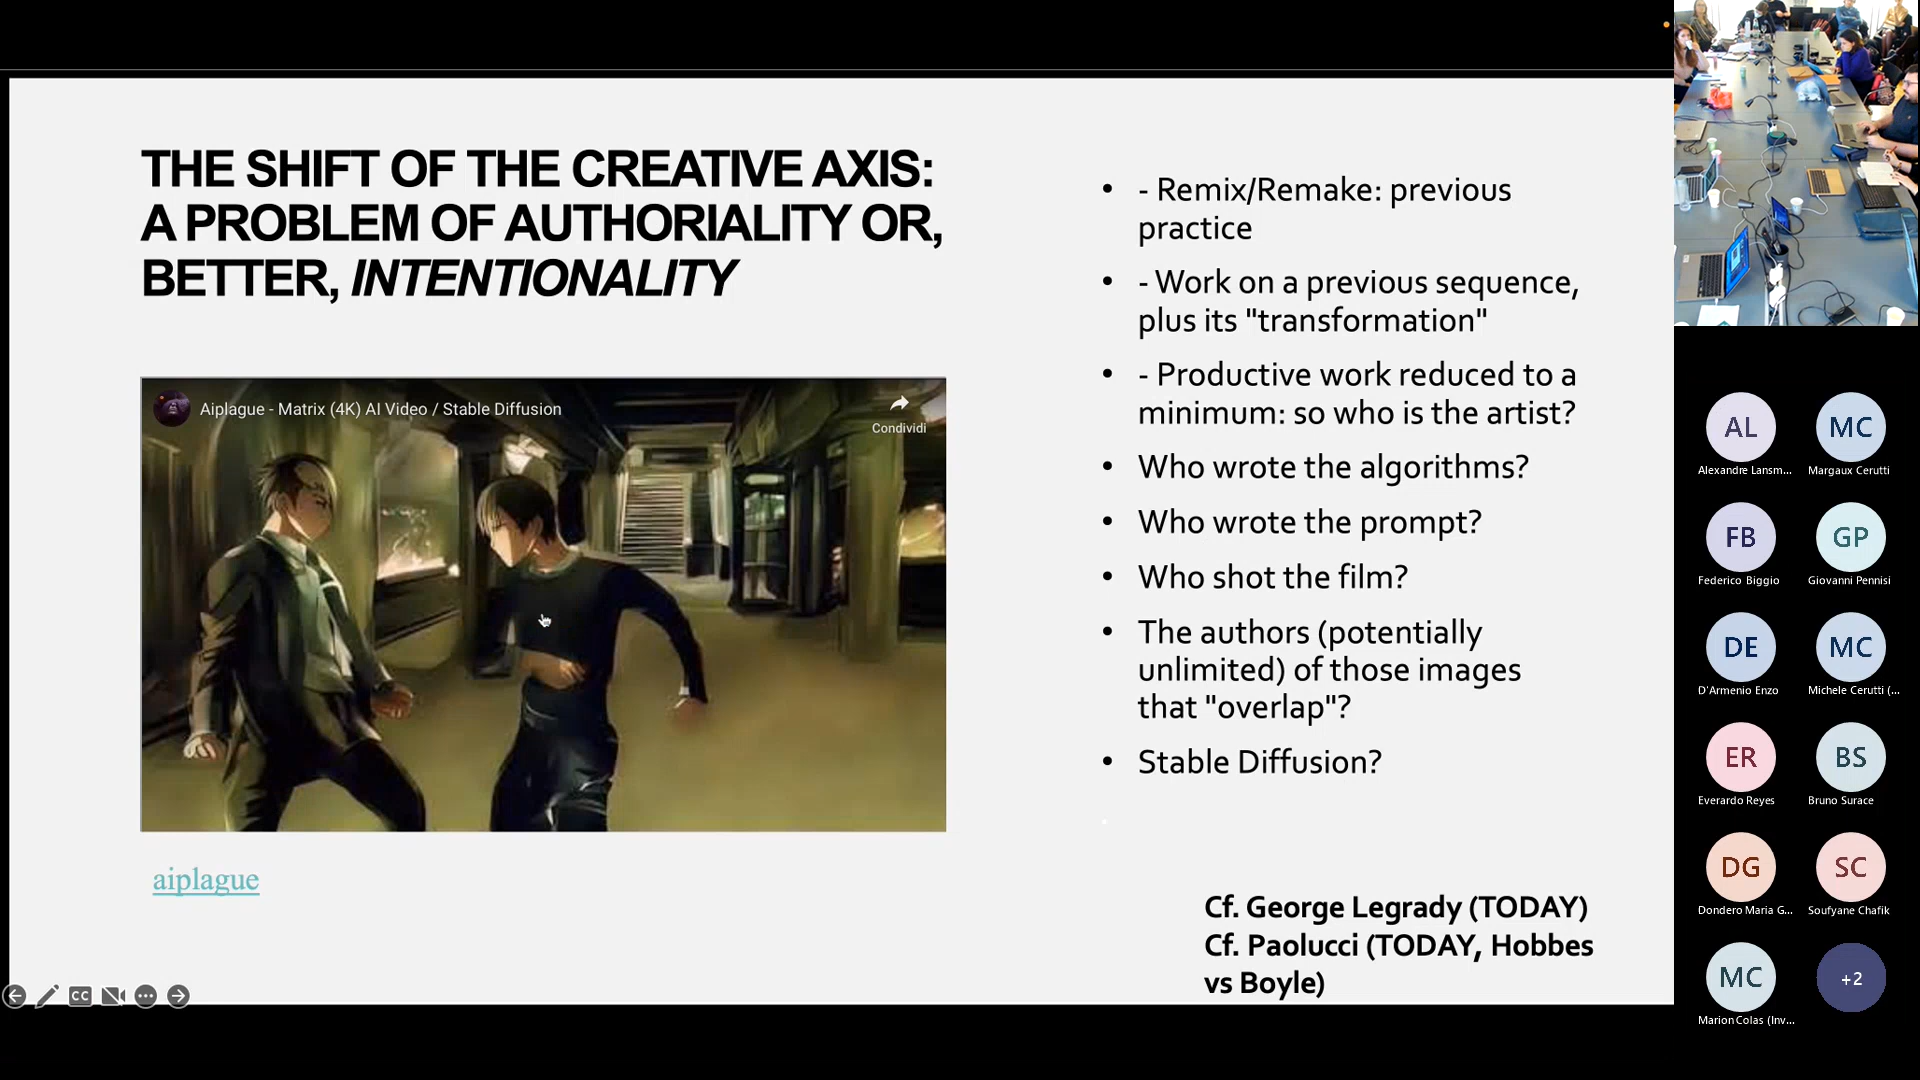 THE SHIFT OF THE CREATIVE AXIS:
A PROBLEM OF AUTHORIALITY OR,
BETTER, INTENTIONALITY
Aiplague - Matrix (4K) AI Video / Stable Diffusion
Condividi
aiplague
• - Remix/Remake: previous
practice
• - Work on a previous sequence,
plus its "transformation"
• - Productive work reduced to a
minimum: so who is the artist?
• Who wrote the algorithms?
• Who wrote the prompt?
• Who shot the film?
• The authors (potentially
unlimited) of those images
that "overlap"?
• Stable Diffusion?
Cf. George Legrady (TODAY)
Cf. Paolucci (TODAY, Hobbes
vs Boyle)
CC
AL
Alexandre Lansm...
MC
Margaux Cerutti
FB
Federico Biggio
GP
Giovanni Pennisi
DE
D'Armenio Enzo
MC
Michele Cerutti (...
ER
Everardo Reyes
BS
Bruno Surace
DG
Dondero Maria G...
SC
Soufyane Chafik
MC
Marion Colas (Inv...
+2